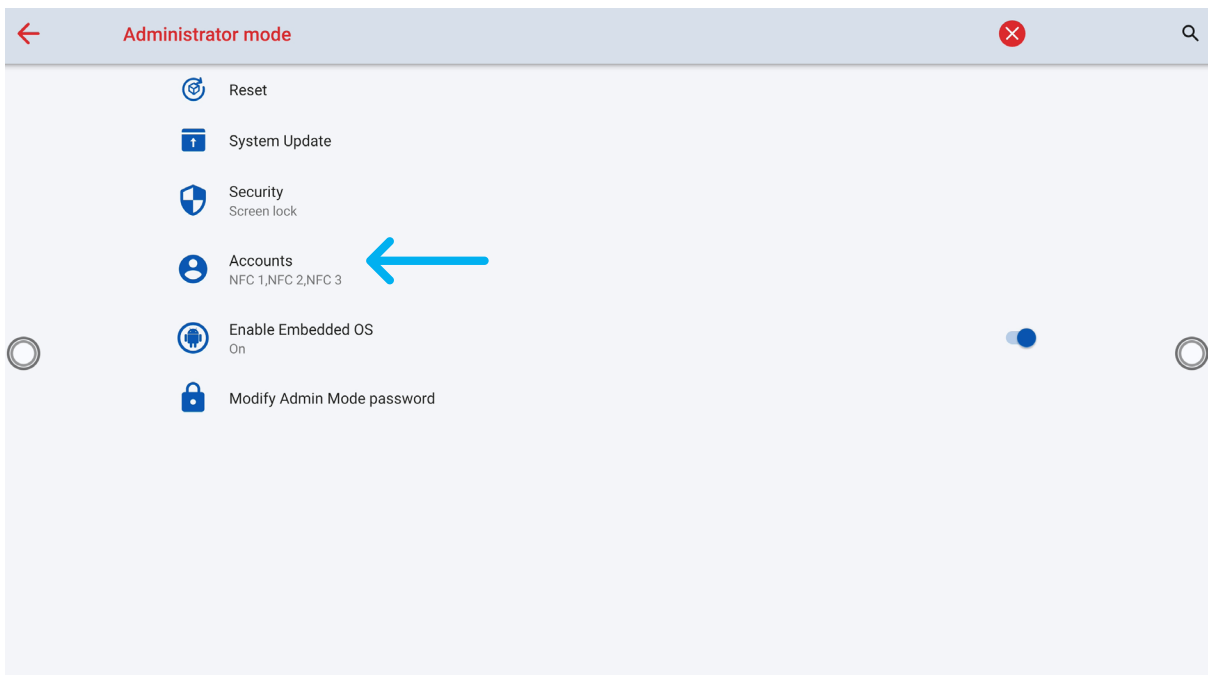 Administrator mode
Reset
System Update
Security
Screen lock
Accounts
NFC 1,NFC 2,NFC 3
Enable Embedded OS
On
Modify Admin Mode password